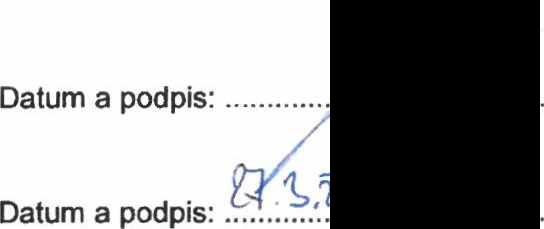 Datum a podpis: ..............
Datum a podpis: 27.3.